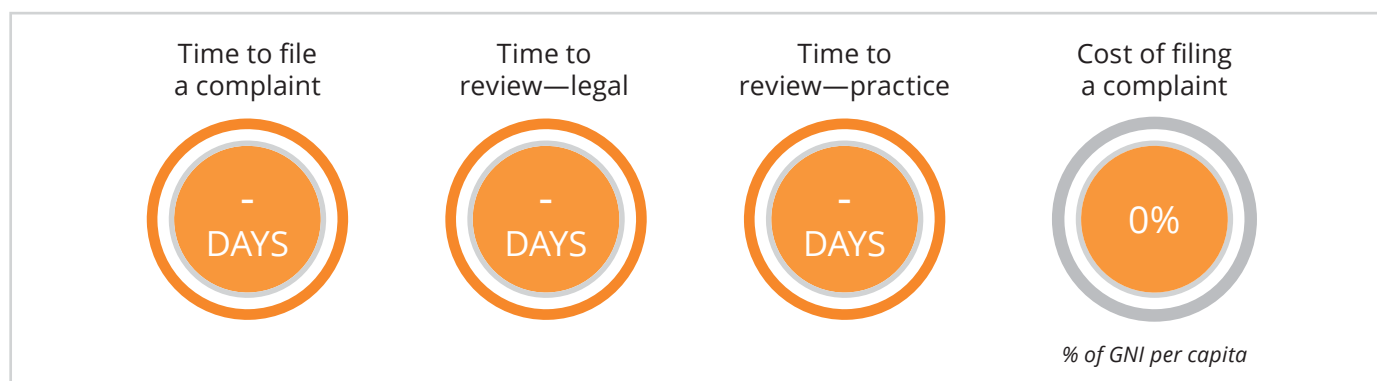 Time to file
a complaint
Time to
review—legal
Time to
review—practice
Cost of filing
a complaint
-
DAYS
-
DAYS
-
DAYS
0%
% of GNI per capita